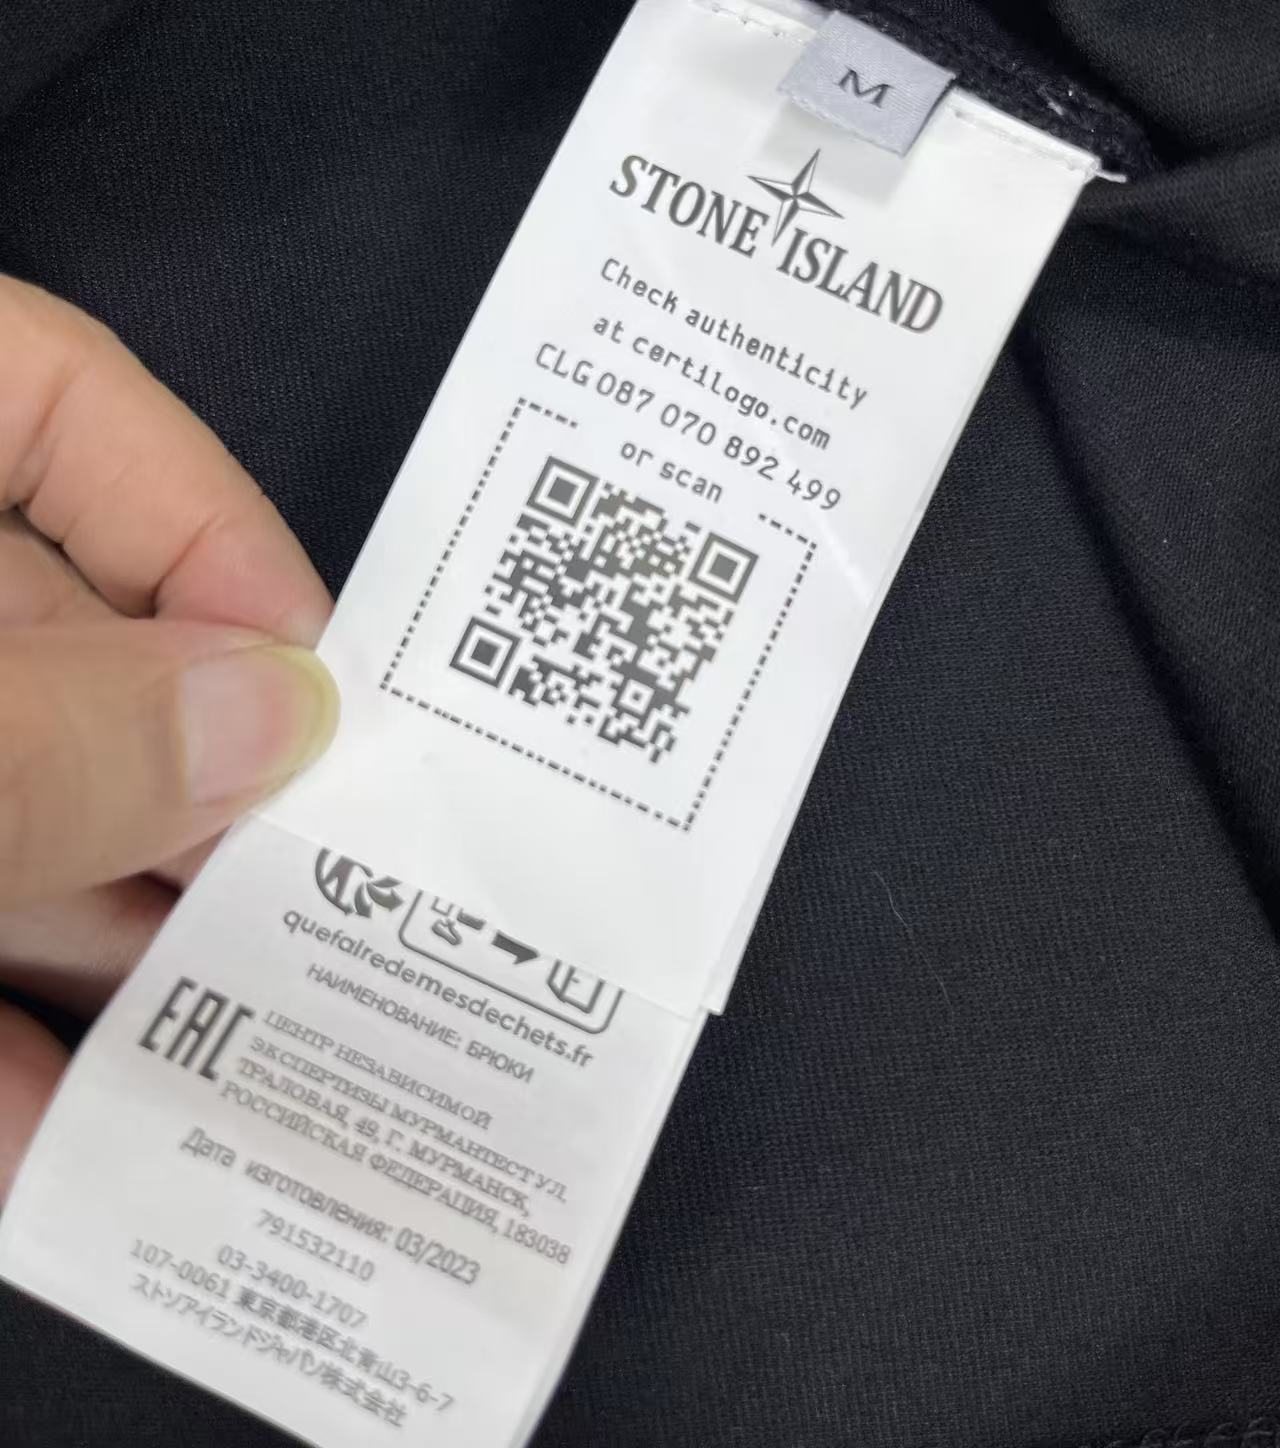 M
STONE ISLAND
Check authenticity
at certilogo.com
CLG 087 070 892 499
or scan
quefairedemesdechets.fr
НАИМЕНОВАНИЕ: БРЮКИ
EAC
ЦЕНТР НЕЗАВИСИМОЙ
ЭКСПЕРТИЗЫ МУРМАНТЕСТ УЛ.
ТРАЛОВАЯ, 49, Г. МУРМАНСК,
РОССИЙСКАЯ ФЕДЕРАЦИЯ, 183038
Дата изготовления: 03/2023
791532110
03-3400-1707
107-0061 東京都港区北青山3-6-7
ストンアイランドジャパン株式会社